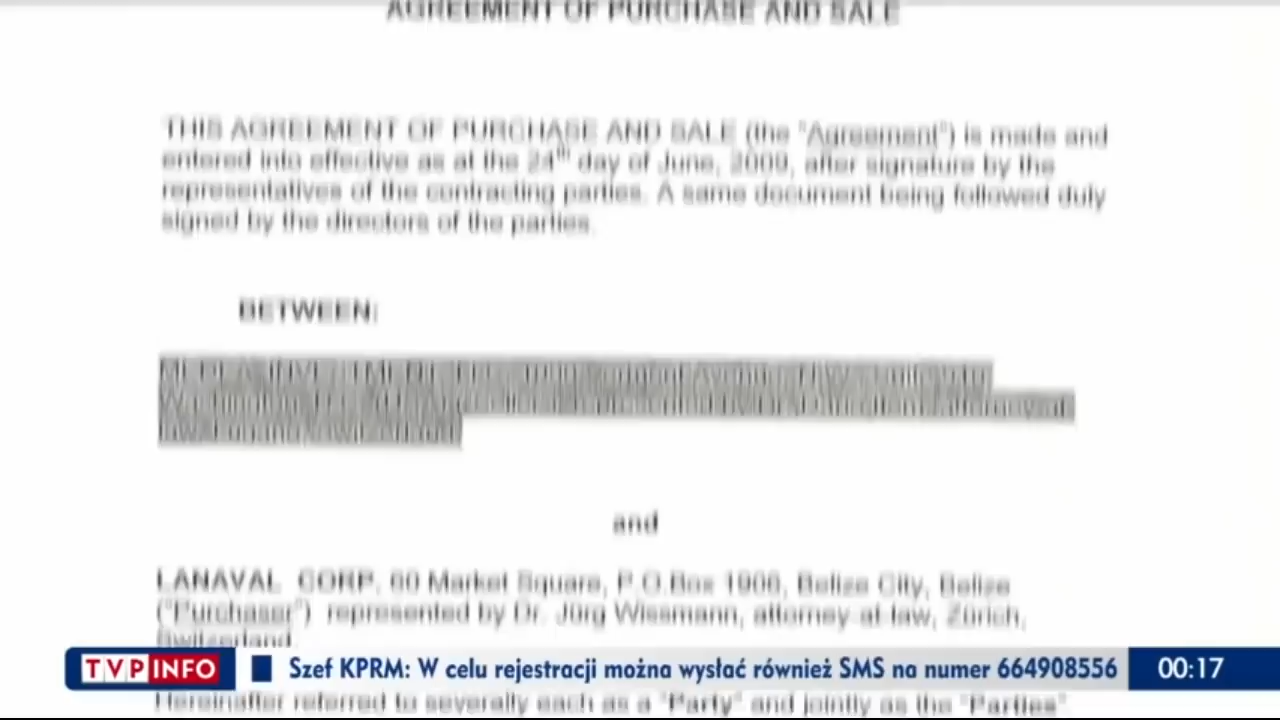 AGREEMENT OF PURCHASE AND SALE
THIS AGREEMENT OF PURCHASE AND SALE (the "Agreement") is made and
entered into effective as at the 24th day of June, 2009, after signature by the
representatives of the contracting parties. A same document being followed duly
signed by the directors of the parties.
BETWEEN:
and
LANAVAL CORP, 60 Market Square, P.O.Box 1906, Belize City, Belize
("Purchaser") represented by Dr. Jürg Wissmann, attorney-at-law, Zürich,
Switzerland.
TVP INFO Szef KPRM: W celu rejestracji można wysłać również SMS na numer 664908556 00:17
Hereinafter referred to severally each as a "Party" and jointly as the "Parties".